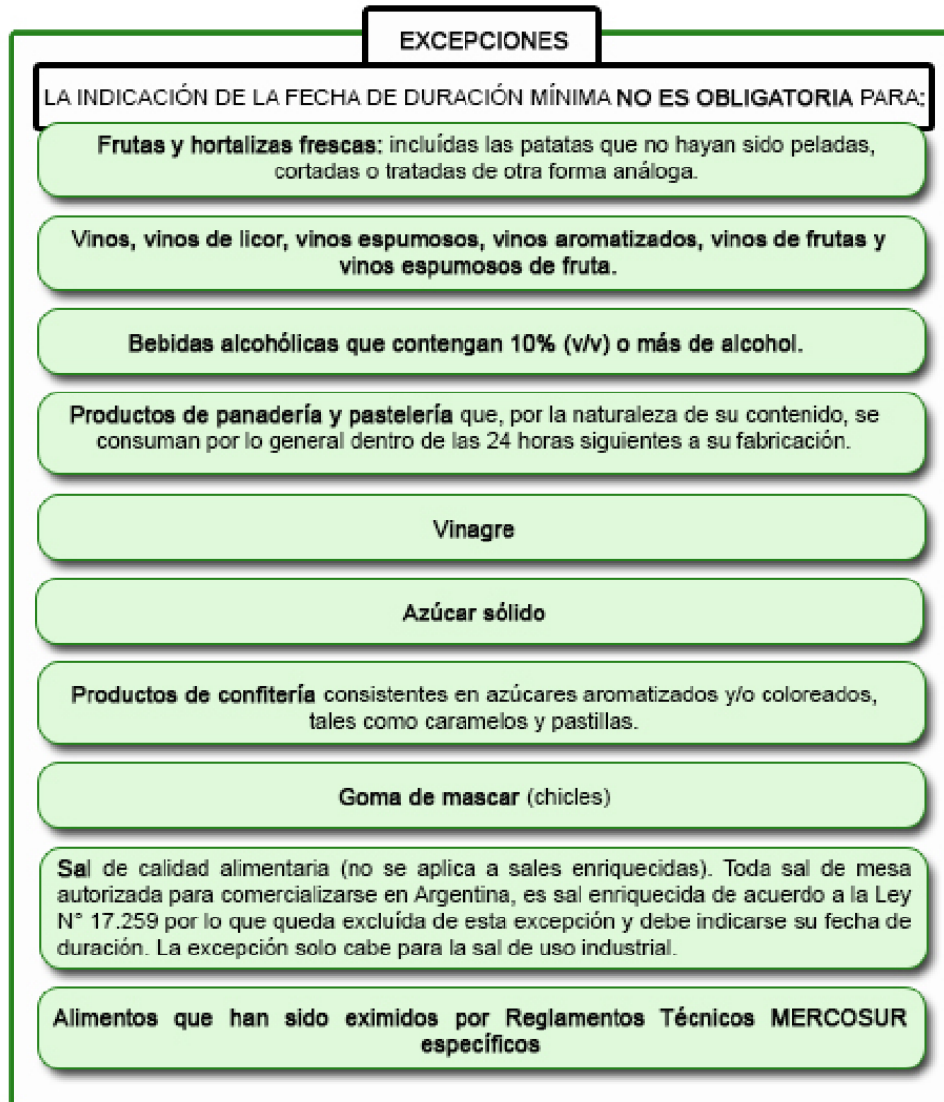 EXCEPCIONES
LA INDICACIÓN DE LA FECHA DE DURACIÓN MÍNIMA NO ES OBLIGATORIA PARA:
Frutas y hortalizas frescas: incluídas las patatas que no hayan sido peladas,
cortadas o tratadas de otra forma análoga.
Vinos, vinos de licor, vinos espumosos, vinos aromatizados, vinos de frutas y
vinos espumosos de fruta.
Bebidas alcohólicas que contengan 10% (v/v) o más de alcohol.
Productos de panadería y pastelería que, por la naturaleza de su contenido, se
consuman por lo general dentro de las 24 horas siguientes a su fabricación.
Vinagre
Azúcar sólido
Productos de confitería consistentes en azúcares aromatizados y/o coloreados,
tales como caramelos y pastillas.
Goma de mascar (chicles)
Sal de calidad alimentaria (no se aplica a sales enriquecidas). Toda sal de mesa
autorizada para comercializarse en Argentina, es sal enriquecida de acuerdo a la Ley
N° 17.259 por lo que queda excluída de esta excepción y debe indicarse su fecha de
duración. La excepción solo cabe para la sal de uso industrial.
Alimentos que han sido eximidos por Reglamentos Técnicos MERCOSUR
específicos